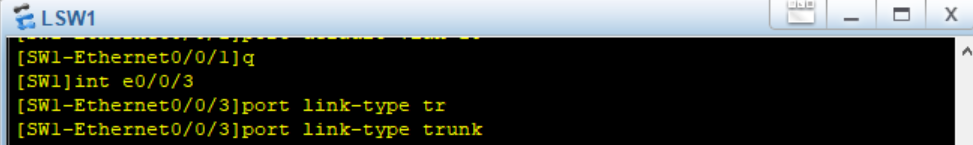 LSW1
[SW1-Ethernet0/0/1]q
[SW1]int e0/0/3
[SW1-Ethernet0/0/3]port link-type tr
[SW1-Ethernet0/0/3]port link-type trunk